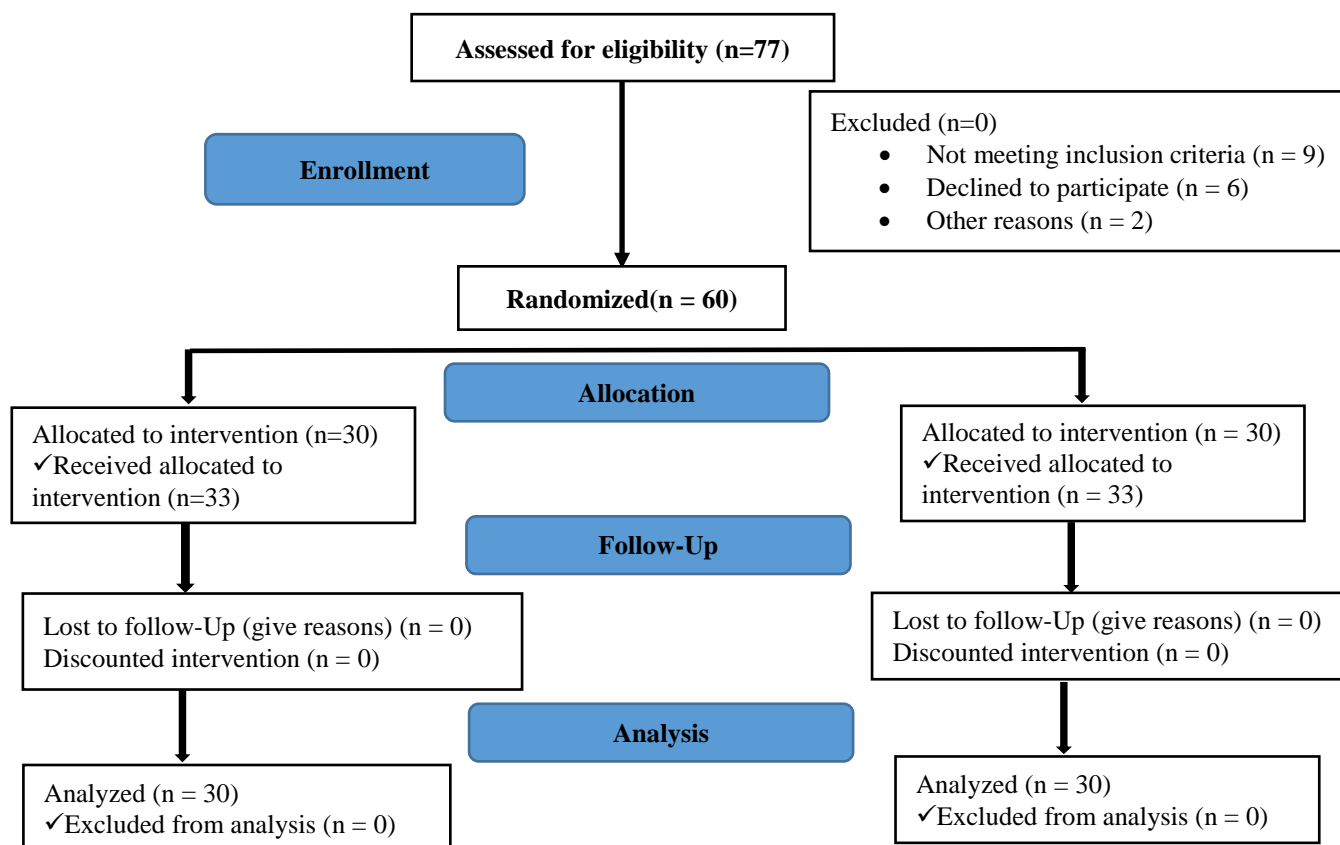 Assessed for eligibility (n=77)
Excluded (n=0)
• Not meeting inclusion criteria (n = 9)
• Declined to participate (n = 6)
• Other reasons (n = 2)
Enrollment
Randomized(n = 60)
Allocation
Allocated to intervention (n=30)
✓Received allocated to
intervention (n=33)
Allocated to intervention (n = 30)
✓Received allocated to
intervention (n = 33)
Follow-Up
Lost to follow-Up (give reasons) (n = 0)
Discounted intervention (n = 0)
Lost to follow-Up (give reasons) (n = 0)
Discounted intervention (n = 0)
Analysis
Analyzed (n = 30)
✓Excluded from analysis (n = 0)
Analyzed (n = 30)
✓Excluded from analysis (n = 0)